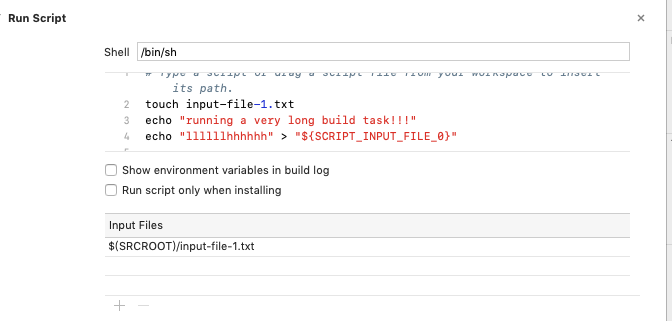 Run Script
×
Shell /bin/sh
1 # Type a script or drag a script file from your workspace to insert
its path.
2 touch input-file-1.txt
3 echo "running a very long build task!!!"
4 echo "llllllhhhhhh" > "${SCRIPT_INPUT_FILE_0}"
Show environment variables in build log
Run script only when installing
Input Files
$(SRCROOT)/input-file-1.txt
+ —